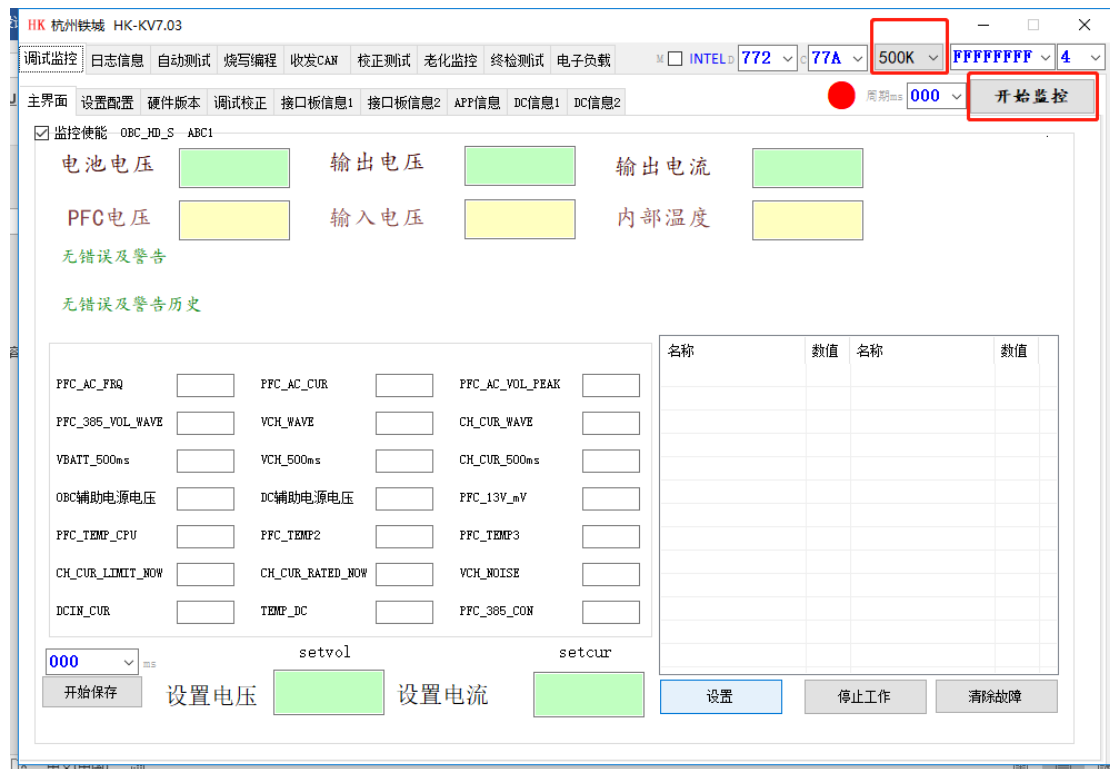 HK 杭州铁城 HK-KV7.03
调试监控 日志信息 自动测试 烧写编程 收发CAN 校正测试 老化监控 终检测试 电子负载 M INTEL D 772 C 77A 500K FFFFFFFF 4
主界面 设置配置 硬件版本 调试校正 接口板信息1 接口板信息2 APP信息 DC信息1 DC信息2 周期ms 000 开始监控
监控使能 OBC_HD_S ABC1
电池电压 输出电压 输出电流
PFC电压 输入电压 内部温度
无错误及警告
无错误及警告历史
名称 数值 名称 数值
PFC_AC_FRQ PFC_AC_CUR PFC_AC_VOL_PEAK
PFC_385_VOL_WAVE VCH_WAVE CH_CUR_WAVE
VBATT_500ms VCH_500ms CH_CUR_500ms
OBC辅助电源电压 DC辅助电源电压 PFC_13V_mV
PFC_TEMP_CPU PFC_TEMP2 PFC_TEMP3
CH_CUR_LIMIT_NOW CH_CUR_RATED_NOW VCH_NOISE
DCIN_CUR TEMP_DC PFC_385_CON
000 ms setvol setcur
开始保存 设置电压 设置电流 设置 停止工作 清除故障